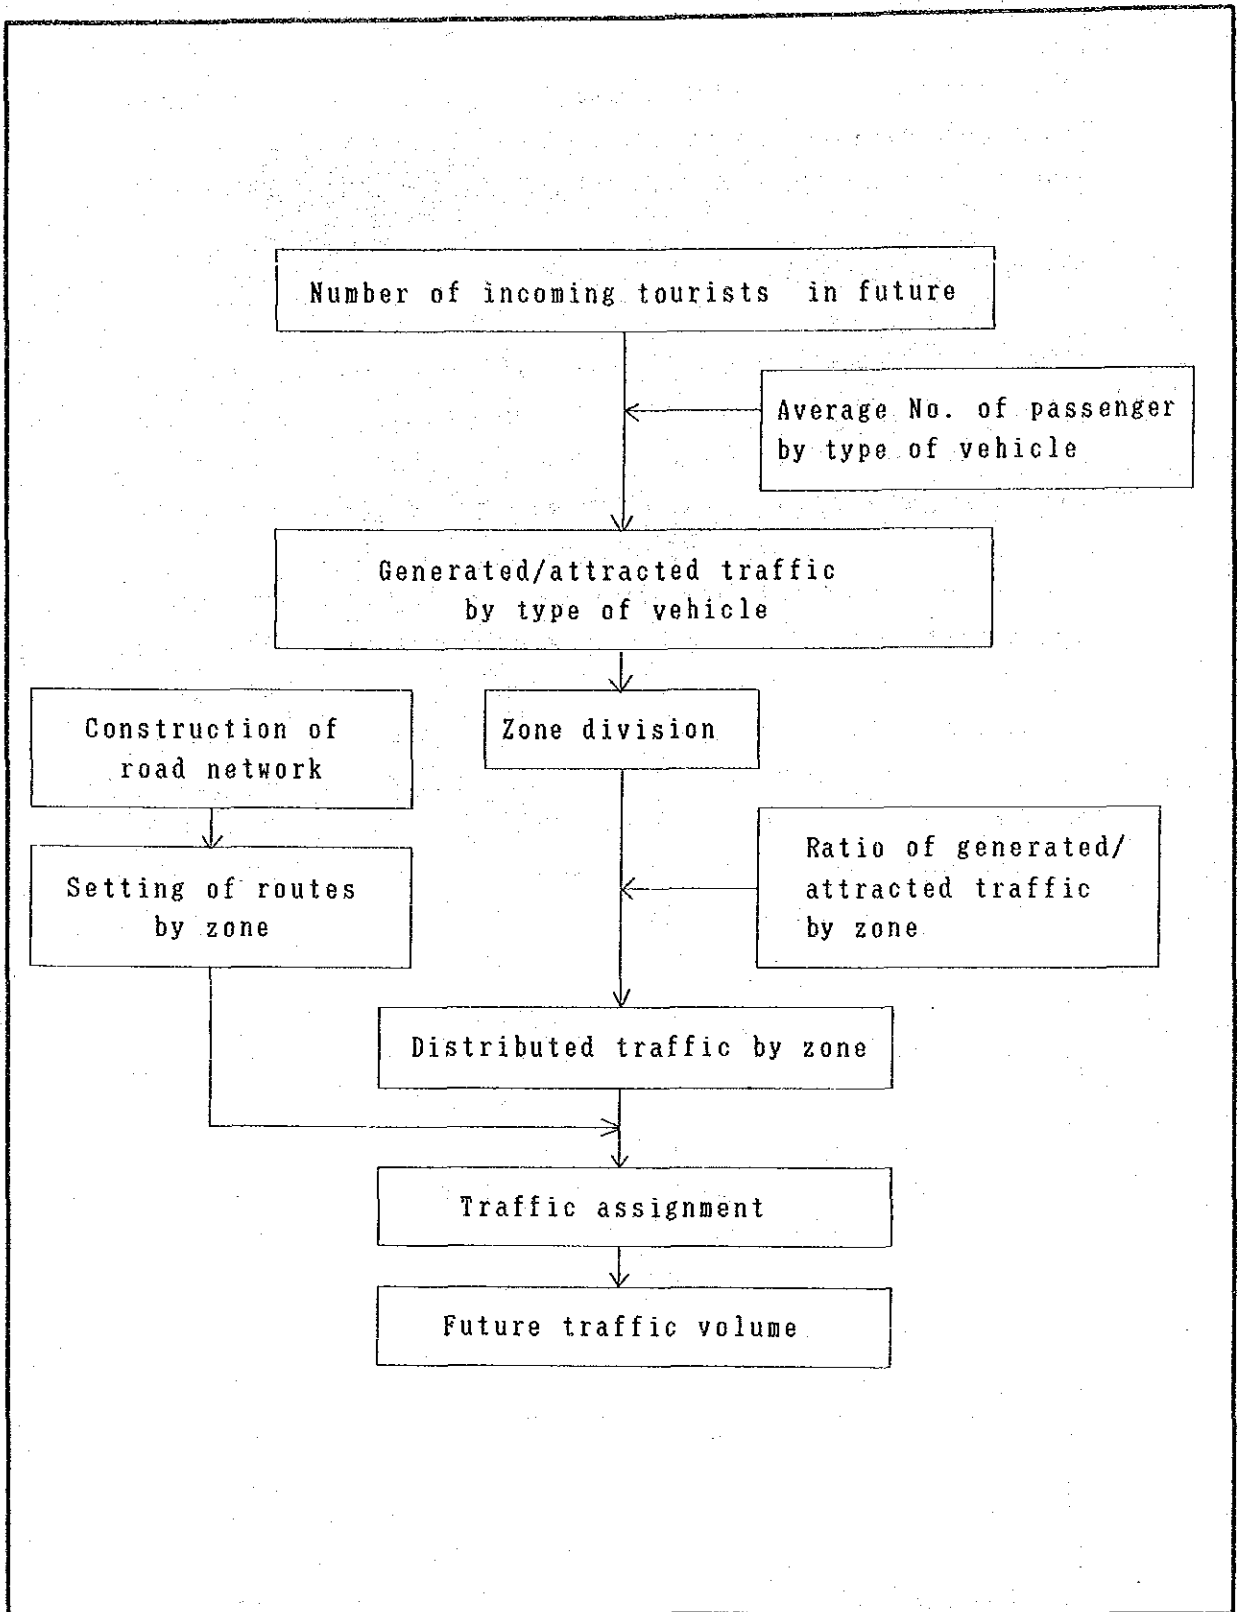 Number of incoming tourists in future
Average No. of passenger
by type of vehicle
Generated/attracted traffic
by type of vehicle
Construction of
road network
Zone division
Setting of routes
by zone
Ratio of generated/
attracted traffic
by zone
Distributed traffic by zone
Traffic assignment
Future traffic volume